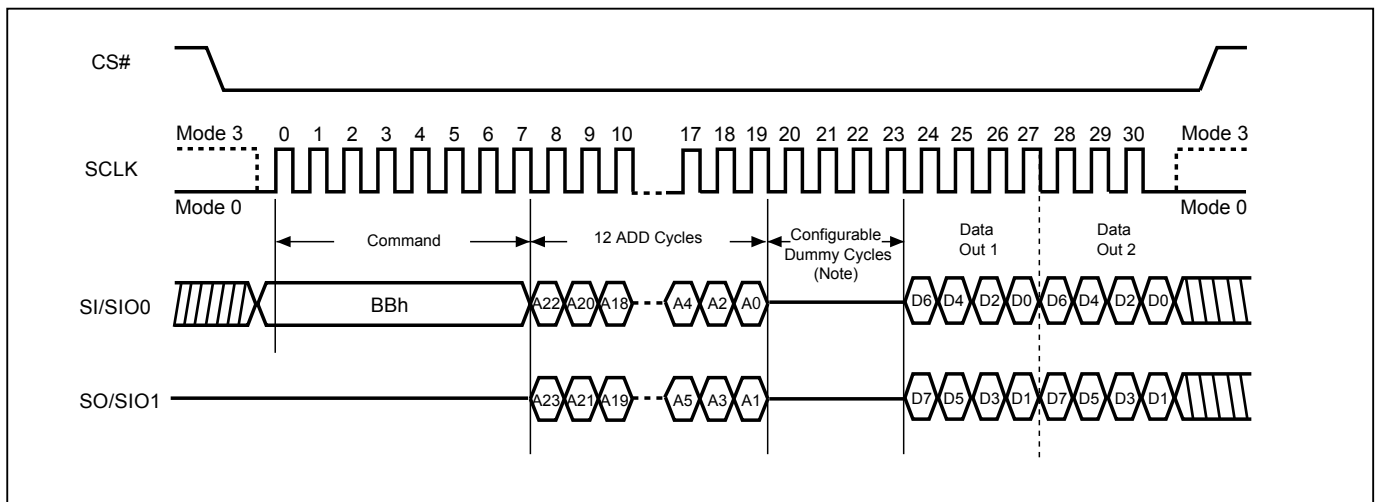 CS#
Mode 3 0 1 2 3 4 5 6 7 8 9 10 17 18 19 20 21 22 23 24 25 26 27 28 29 30 Mode 3
SCLK
Mode 0 Mode 0
Command
12 ADD Cycles
Configurable
Dummy Cycles
(Note)
Data
Out 1
Data
Out 2
SI/SIO0 BBh A22 A20 A18 A4 A2 A0 D6 D4 D2 D0 D6 D4 D2 D0
SO/SIO1 A23 A21 A19 A5 A3 A1 D7 D5 D3 D1 D7 D5 D3 D1